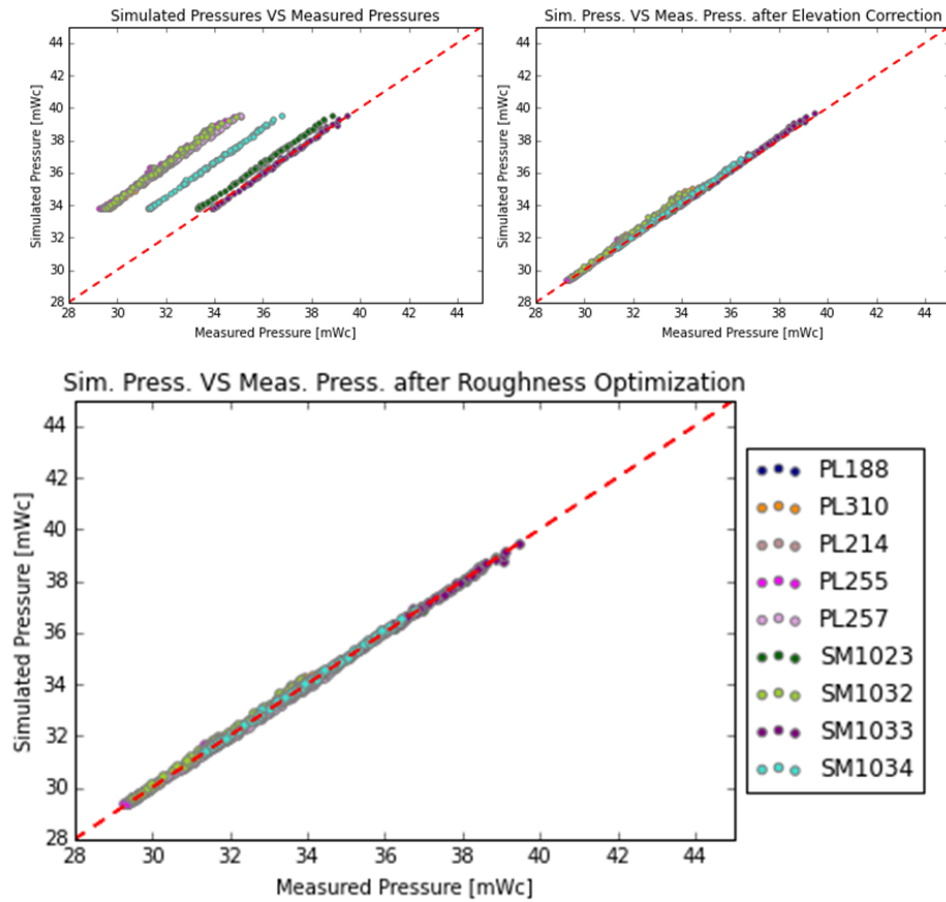 Simulated Pressures VS Measured Pressures
44
42
40
38
36
34
32
30
28
Simulated Pressure [mWc]
28 30 32 34 36 38 40 42 44
Measured Pressure [mWc]
Sim. Press. VS Meas. Press. after Elevation Correction
44
42
40
38
36
34
32
30
28
Simulated Pressure [mWc]
28 30 32 34 36 38 40 42 44
Measured Pressure [mWc]
Sim. Press. VS Meas. Press. after Roughness Optimization
44
42
40
38
36
34
32
30
28
Simulated Pressure [mWc]
28 30 32 34 36 38 40 42 44
Measured Pressure [mWc]
PL188
PL310
PL214
PL255
PL257
SM1023
SM1032
SM1033
SM1034